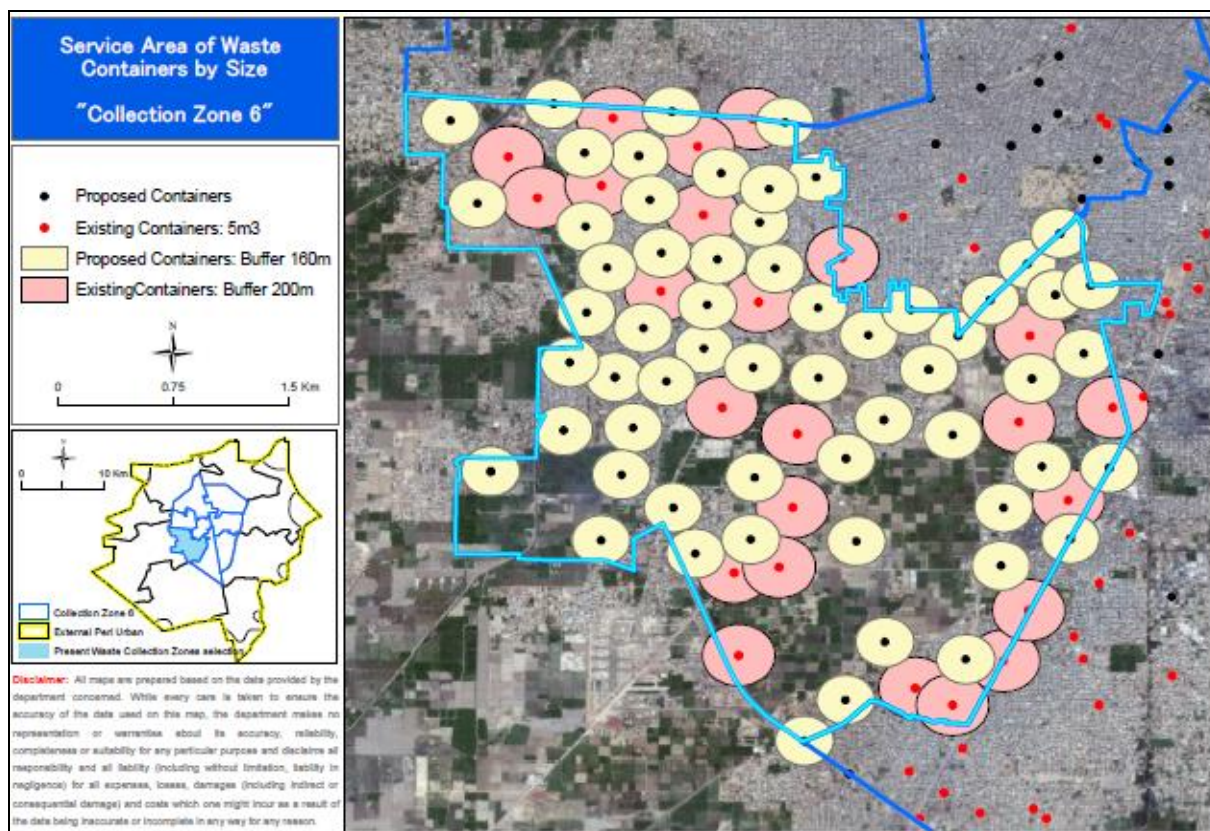 Service Area of Waste
Containers by Size
"Collection Zone 6"
Proposed Containers
Existing Containers: 5m3
Proposed Containers: Buffer 160m
ExistingContainers: Buffer 200m
N
0 0.75 1.5 Km
N
0 10 Km
Collection Zone 6
External Peri Urban
Present Waste Collection Zones selection
Disclaimer: All maps are prepared based on the data provided by the
department concerned. While every care is taken to ensure the
accuracy of the data used on this map, the department makes no
representation or warranties about its accuracy, reliability,
completeness or suitability for any particular purpose and disclaims all
responsibility and all liability (including without limitation, liability in
negligence) for all expenses, losses, damages (including indirect or
consequential damage) and costs which one might incur as a result of
the data being inaccurate or incomplete in any way for any reason.